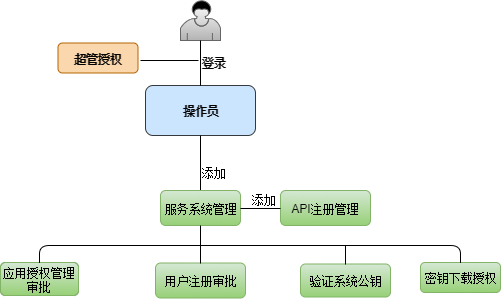 超管授权
登录
操作员
添加
服务系统管理
添加
API注册管理
应用授权管理
审批
用户注册审批
验证系统公钥
密钥下载授权